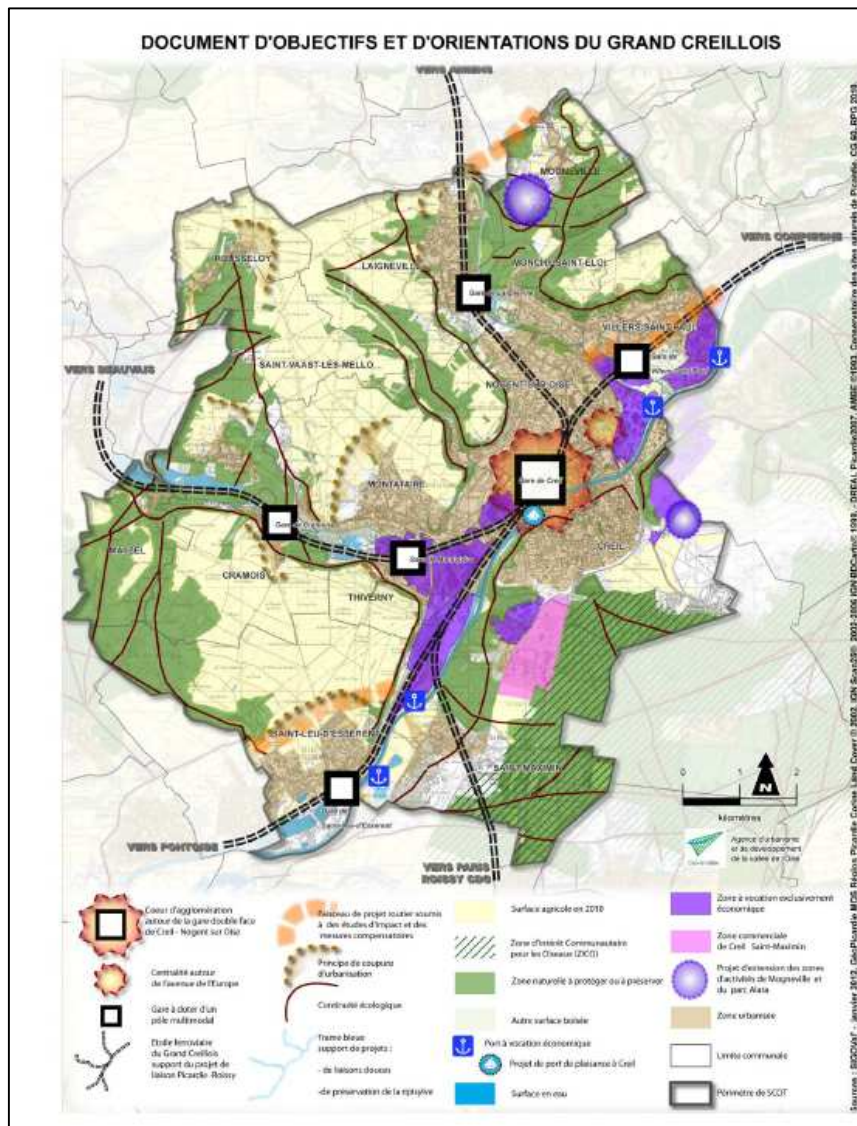 DOCUMENT D'OBJECTIFS ET D'ORIENTATIONS DU GRAND CREILLOIS
VERS AMIENS
MOGNEVILLE
VERS COMPIEGNE
ROUSSELOY
LAIGNEVILLE
MONCHY-SAINT-ELOI
VILLERS-SAINT-PAUL
Gare de
SAINT-VAAST-LES-MELLO
VERS BEAUVAIS
NOGENT-SUR-OISE
MONTATAIRE
Gare de Creil
MAYSEL
CRAMOISY
CREIL
THIVERNY
SAINT-LEU-D'ESSERENT
SAINT-MAXIMIN
Gare de
VERS PONTOISE
VERS PARIS
ROISSY CDG
0 1 2
kilomètres
N
Agence d'urbanisme
et de développement
de la vallée de l'Oise
Coeur d'agglomération
autour de la gare double face
de Creil - Nogent sur Oise
Centralité autour
de l'avenue de l'Europe
Gare à doter d'un
pôle multimodal
Etoile ferroviaire
du Grand Creillois
support du projet de
liaison Picardie -Roissy
Faisceau de projet routier soumis
à des études d'impact et des
mesures compensatoires
Principe de coupure
d'urbanisation
Continuité écologique
Trame bleue
support de projets :
- de liaisons douces
-de préservation de la ripisylve
Surface agricole en 2010
Zone d'Intérêt Communautaire
pour les Oiseaux (ZICO)
Zone naturelle à protéger ou à préserver
Autre surface boisée
Port à vocation économique
Projet de port de plaisance à Creil
Surface en eau
Zone à vocation exclusivement
économique
Zone commerciale
de Creil Saint-Maximin
Projet d'extension des zones
d'activités de Mogneville et
du parc Alata
Zone urbanisée
Limite communale
Périmètre de SCOT